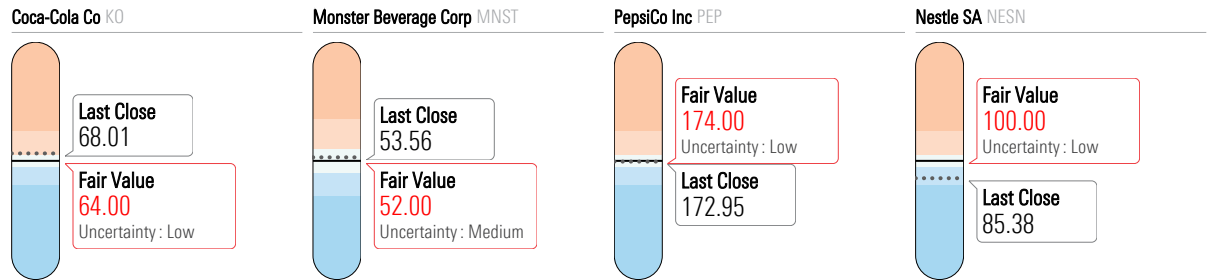 Coca-Cola Co KO
Last Close
68.01
Fair Value
64.00
Uncertainty : Low
Monster Beverage Corp MNST
Last Close
53.56
Fair Value
52.00
Uncertainty : Medium
PepsiCo Inc PEP
Fair Value
174.00
Uncertainty : Low
Last Close
172.95
Nestle SA NESN
Fair Value
100.00
Uncertainty : Low
Last Close
85.38